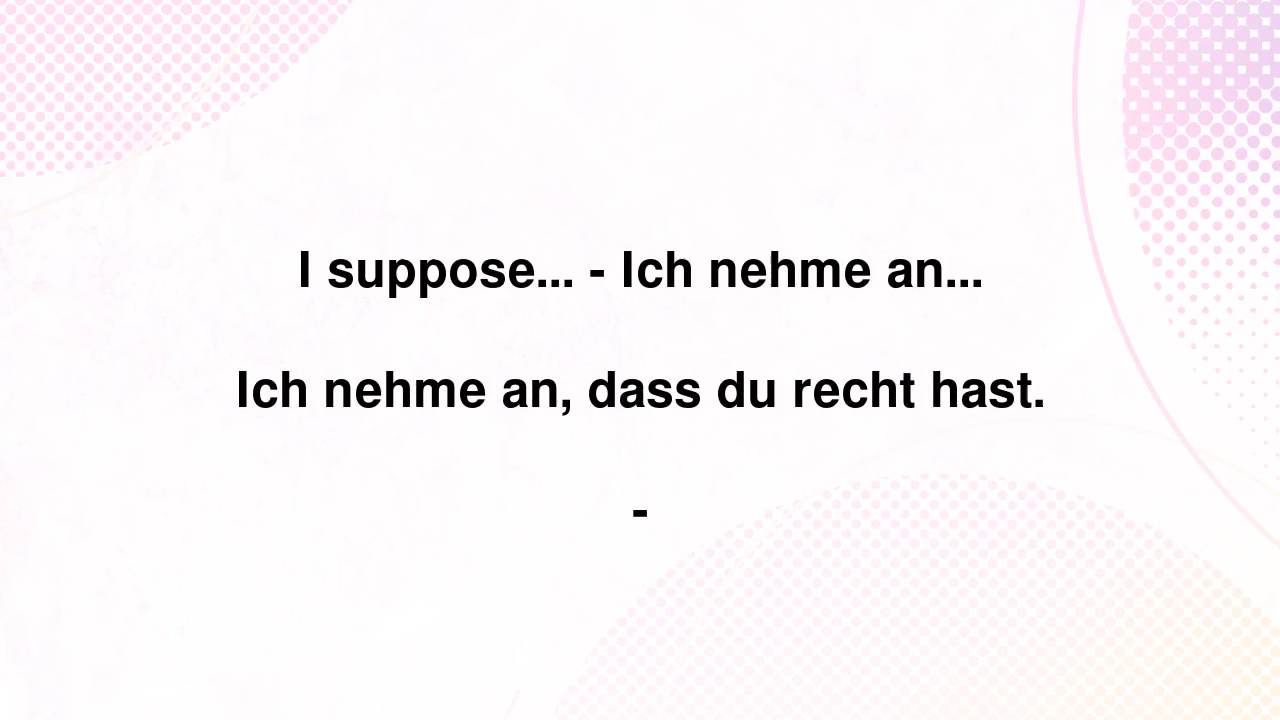 I suppose... - Ich nehme an...
Ich nehme an, dass du recht hast.
-